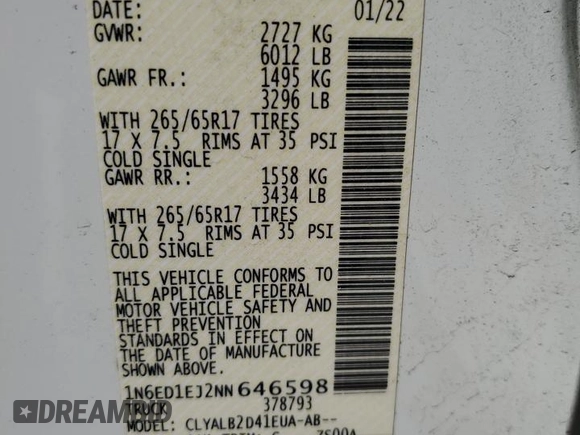 DATE: 01/22
GVWR: 2727 KG
6012 LB
GAWR FR.: 1495 KG
3296 LB
WITH 265/65R17 TIRES
17 X 7.5 RIMS AT 35 PSI
COLD SINGLE
GAWR RR.: 1558 KG
3434 LB
WITH 265/65R17 TIRES
17 X 7.5 RIMS AT 35 PSI
COLD SINGLE
THIS VEHICLE CONFORMS TO
ALL APPLICABLE FEDERAL
MOTOR VEHICLE SAFETY AND
THEFT PREVENTION
STANDARDS IN EFFECT ON
THE DATE OF MANUFACTURE
1N6ED1EJ2NN646598
TRUCK 378793
MODEL: CLYALB2D41EUA-AB--
RIDESAFELY